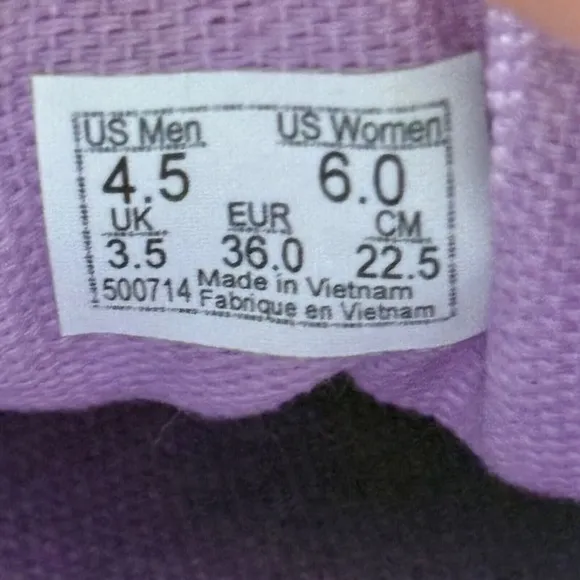 US Men US Women
4.5 6.0
UK EUR CM
3.5 36.0 22.5
500714 Made in Vietnam
Fabrique en Vietnam